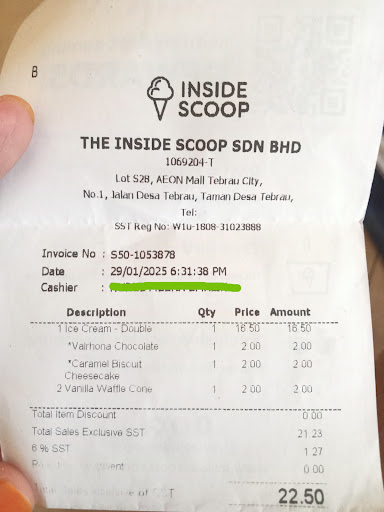 B
INSIDE
SCOOP
THE INSIDE SCOOP SDN BHD
1069204-T
Lot S28, AEON Mall Tebrau City,
No.1, Jalan Desa Tebrau, Taman Desa Tebrau,
Tel:
SST Reg No: W10-1808-31023888
Invoice No : S50-1053878
Date : 29/01/2025 6:31:38 PM
Cashier :
Description Qty Price Amount
1 Ice Cream - Double 1 16.50 16.50
*Valrhona Chocolate 1 2.00 2.00
*Caramel Biscuit 1 2.00 2.00
Cheesecake
2 Vanilla Waffle Cone 1 2.00 2.00
Total Item Discount 0.00
Total Sales Exclusive SST 21.23
6 % SST 1.27
0.00
Total Sales Inclusive of SST 22.50